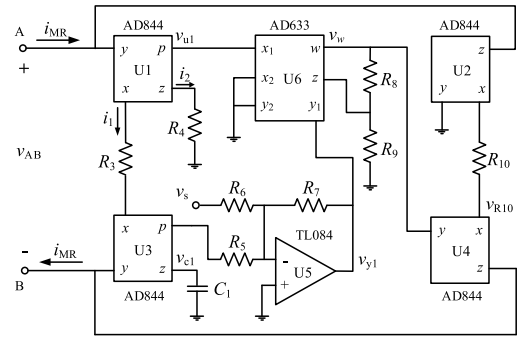 A i_MR AD844 v_u1 AD633 v_w AD844
+ y p x_1 w z
U1 i_2 x_2 U6 z R_8 U2
x z y_2 y_1 y x
i_1 R_4
v_AB R_3 R_9 R_10
v_s R_6 R_7 v_R10
x p TL084 y x
- i_MR U3 R_5 - U4
B y z v_c1 U5 v_y1 z
AD844 C_1 + AD844